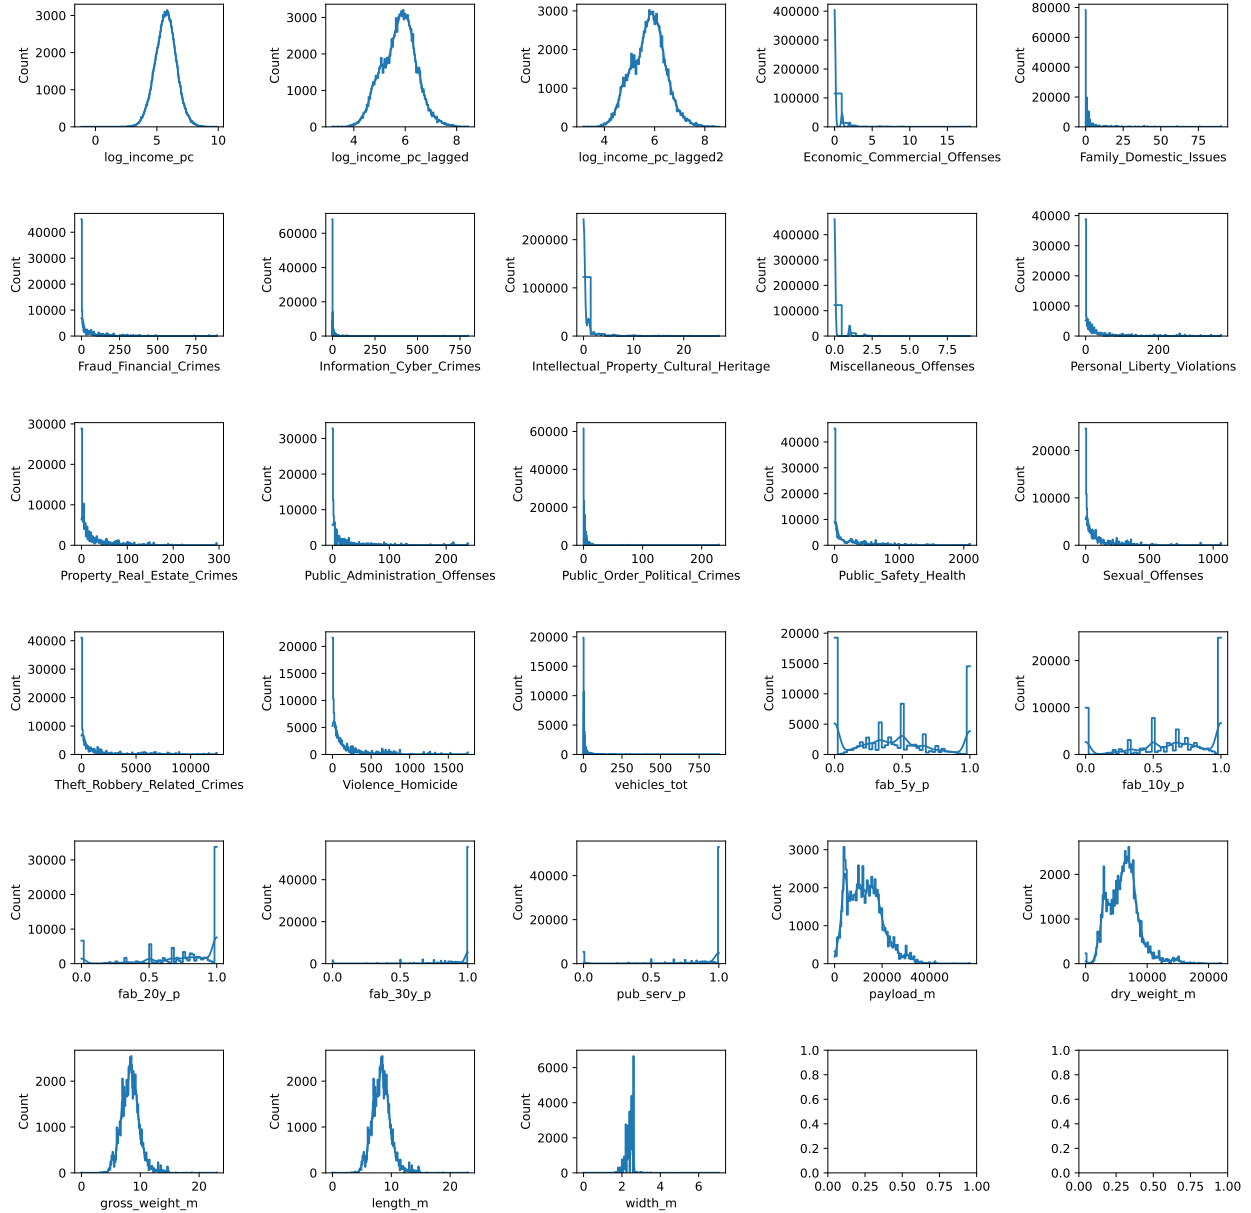 3000
2000
1000
0
Count
0 5 10
log_income_pc
3000
2000
1000
0
Count
4 6 8
log_income_pc_lagged
3000
2000
1000
0
Count
4 6 8
log_income_pc_lagged2
400000
300000
200000
100000
0
Count
0 5 10 15
Economic_Commercial_Offenses
80000
60000
40000
20000
0
Count
0 25 50 75
Family_Domestic_Issues
40000
30000
20000
10000
0
Count
0 250 500 750
Fraud_Financial_Crimes
60000
40000
20000
0
Count
0 250 500 750
Information_Cyber_Crimes
200000
100000
0
Count
0 10 20
Intellectual_Property_Cultural_Heritage
400000
300000
200000
100000
0
Count
0.0 2.5 5.0 7.5
Miscellaneous_Offenses
40000
30000
20000
10000
0
Count
0 200
Personal_Liberty_Violations
30000
20000
10000
0
Count
0 100 200 300
Property_Real_Estate_Crimes
30000
20000
10000
0
Count
0 100 200
Public_Administration_Offenses
60000
40000
20000
0
Count
0 100 200
Public_Order_Political_Crimes
40000
30000
20000
10000
0
Count
0 1000 2000
Public_Safety_Health
20000
10000
0
Count
0 500 1000
Sexual_Offenses
40000
30000
20000
10000
0
Count
0 5000 10000
Theft_Robbery_Related_Crimes
20000
15000
10000
5000
0
Count
0 500 1000 1500
Violence_Homicide
20000
15000
10000
5000
0
Count
0 250 500 750
vehicles_tot
20000
15000
10000
5000
0
Count
0.0 0.5 1.0
fab_5y_p
20000
10000
0
Count
0.0 0.5 1.0
fab_10y_p
30000
20000
10000
0
Count
0.0 0.5 1.0
fab_20y_p
40000
20000
0
Count
0.0 0.5 1.0
fab_30y_p
40000
20000
0
Count
0.0 0.5 1.0
pub_serv_p
3000
2000
1000
0
Count
0 20000 40000
payload_m
2000
1000
0
Count
0 10000 20000
dry_weight_m
2000
1000
0
Count
0 10 20
gross_weight_m
2000
1000
0
Count
0 10 20
length_m
6000
4000
2000
0
Count
0 2 4 6
width_m
1.0
0.8
0.6
0.4
0.2
0.0
0.00 0.25 0.50 0.75 1.00
1.0
0.8
0.6
0.4
0.2
0.0
0.00 0.25 0.50 0.75 1.00